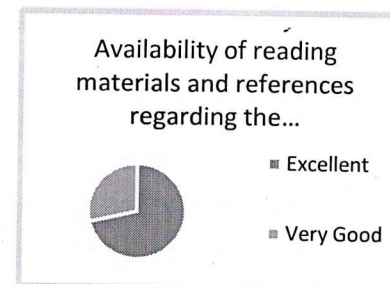 Availability of reading
materials and references
regarding the...
Excellent
Very Good